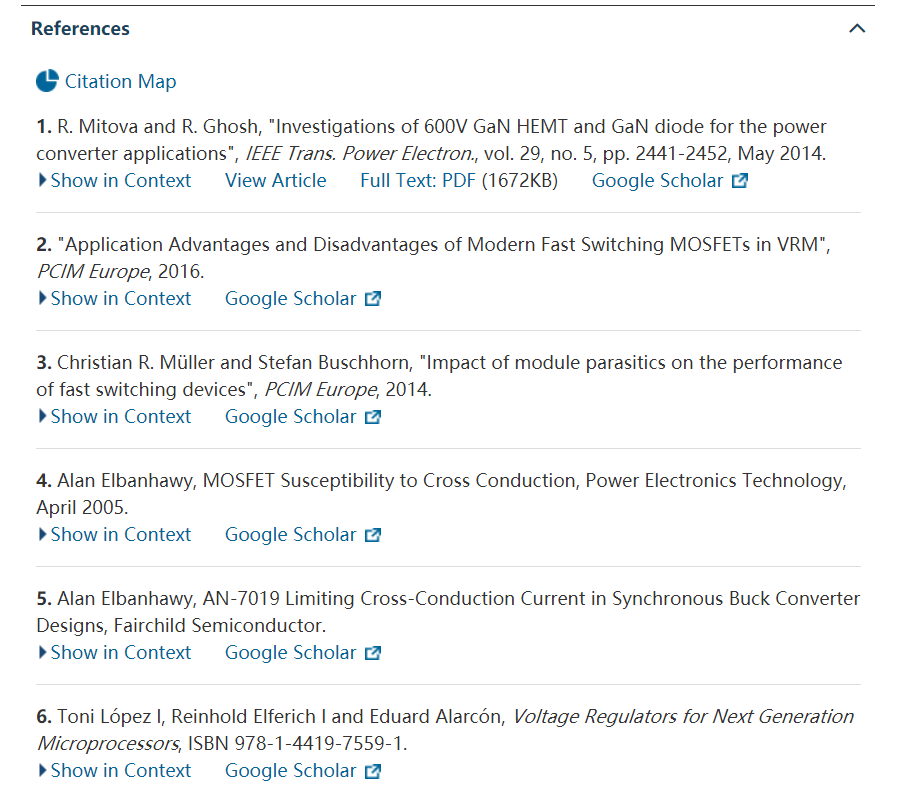 References
Citation Map
1. R. Mitova and R. Ghosh, "Investigations of 600V GaN HEMT and GaN diode for the power
converter applications", IEEE Trans. Power Electron., vol. 29, no. 5, pp. 2441-2452, May 2014.
Show in Context View Article Full Text: PDF (1672KB) Google Scholar
2. "Application Advantages and Disadvantages of Modern Fast Switching MOSFETs in VRM",
PCIM Europe, 2016.
Show in Context Google Scholar
3. Christian R. Müller and Stefan Buschhorn, "Impact of module parasitics on the performance
of fast switching devices", PCIM Europe, 2014.
Show in Context Google Scholar
4. Alan Elbanhawy, MOSFET Susceptibility to Cross Conduction, Power Electronics Technology,
April 2005.
Show in Context Google Scholar
5. Alan Elbanhawy, AN-7019 Limiting Cross-Conduction Current in Synchronous Buck Converter
Designs, Fairchild Semiconductor.
Show in Context Google Scholar
6. Toni López I, Reinhold Elferich I and Eduard Alarcón, Voltage Regulators for Next Generation
Microprocessors, ISBN 978-1-4419-7559-1.
Show in Context Google Scholar